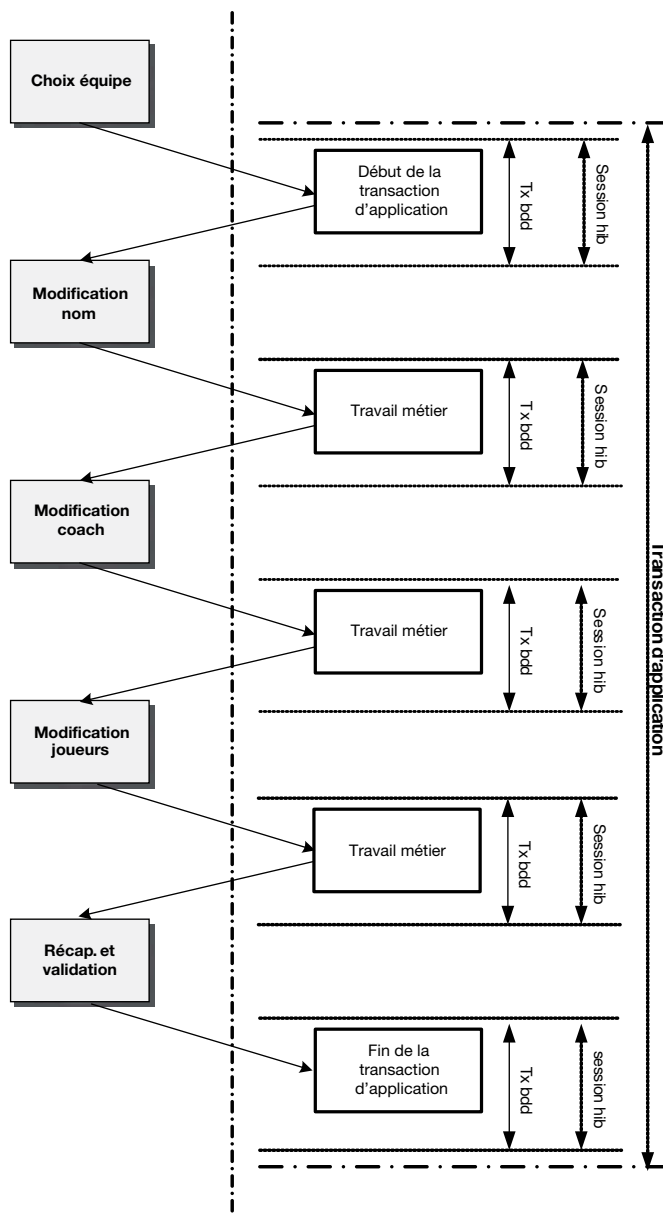 Choix équipe
Début de la
transaction
d'application
Tx bdd
Session hib
Modification
nom
Travail métier
Tx bdd
Session hib
Modification
coach
Travail métier
Tx bdd
Session hib
Transaction d'application
Modification
joueurs
Travail métier
Tx bdd
Session hib
Récap. et
validation
Fin de la
transaction
d'application
Tx bdd
session hib